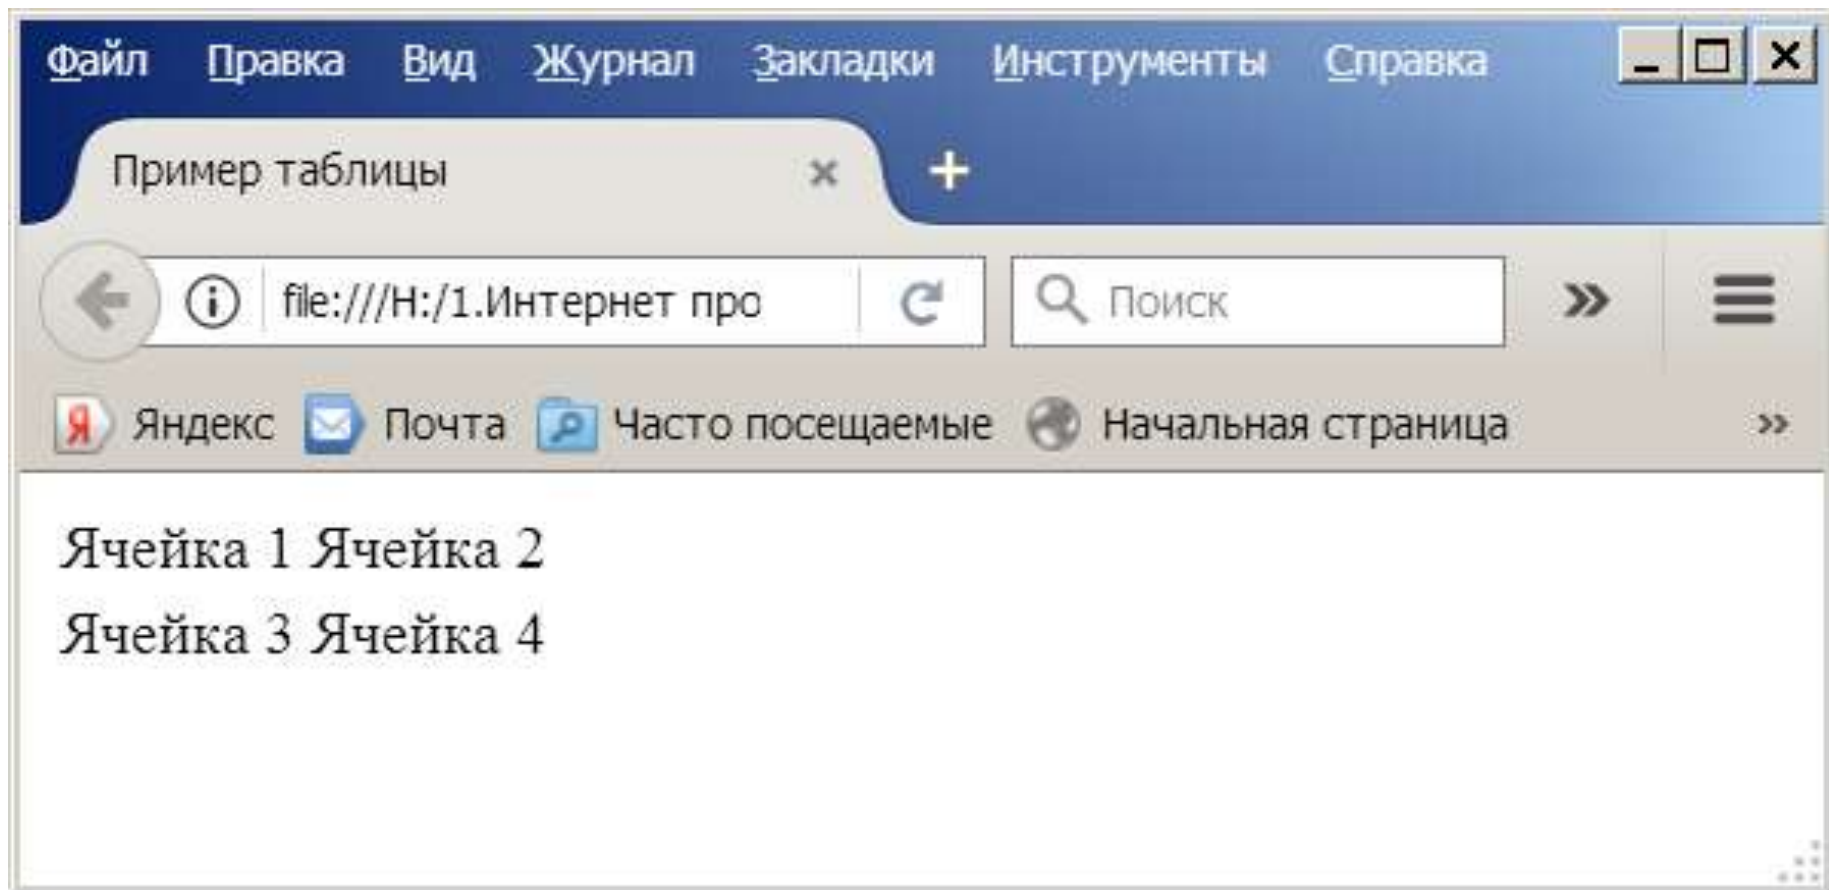 Файл Правка Вид Журнал Закладки Инструменты Справка
Пример таблицы
file:///H:/1.Интернет про Поиск
Яндекс Почта Часто посещаемые Начальная страница
Ячейка 1 Ячейка 2
Ячейка 3 Ячейка 4